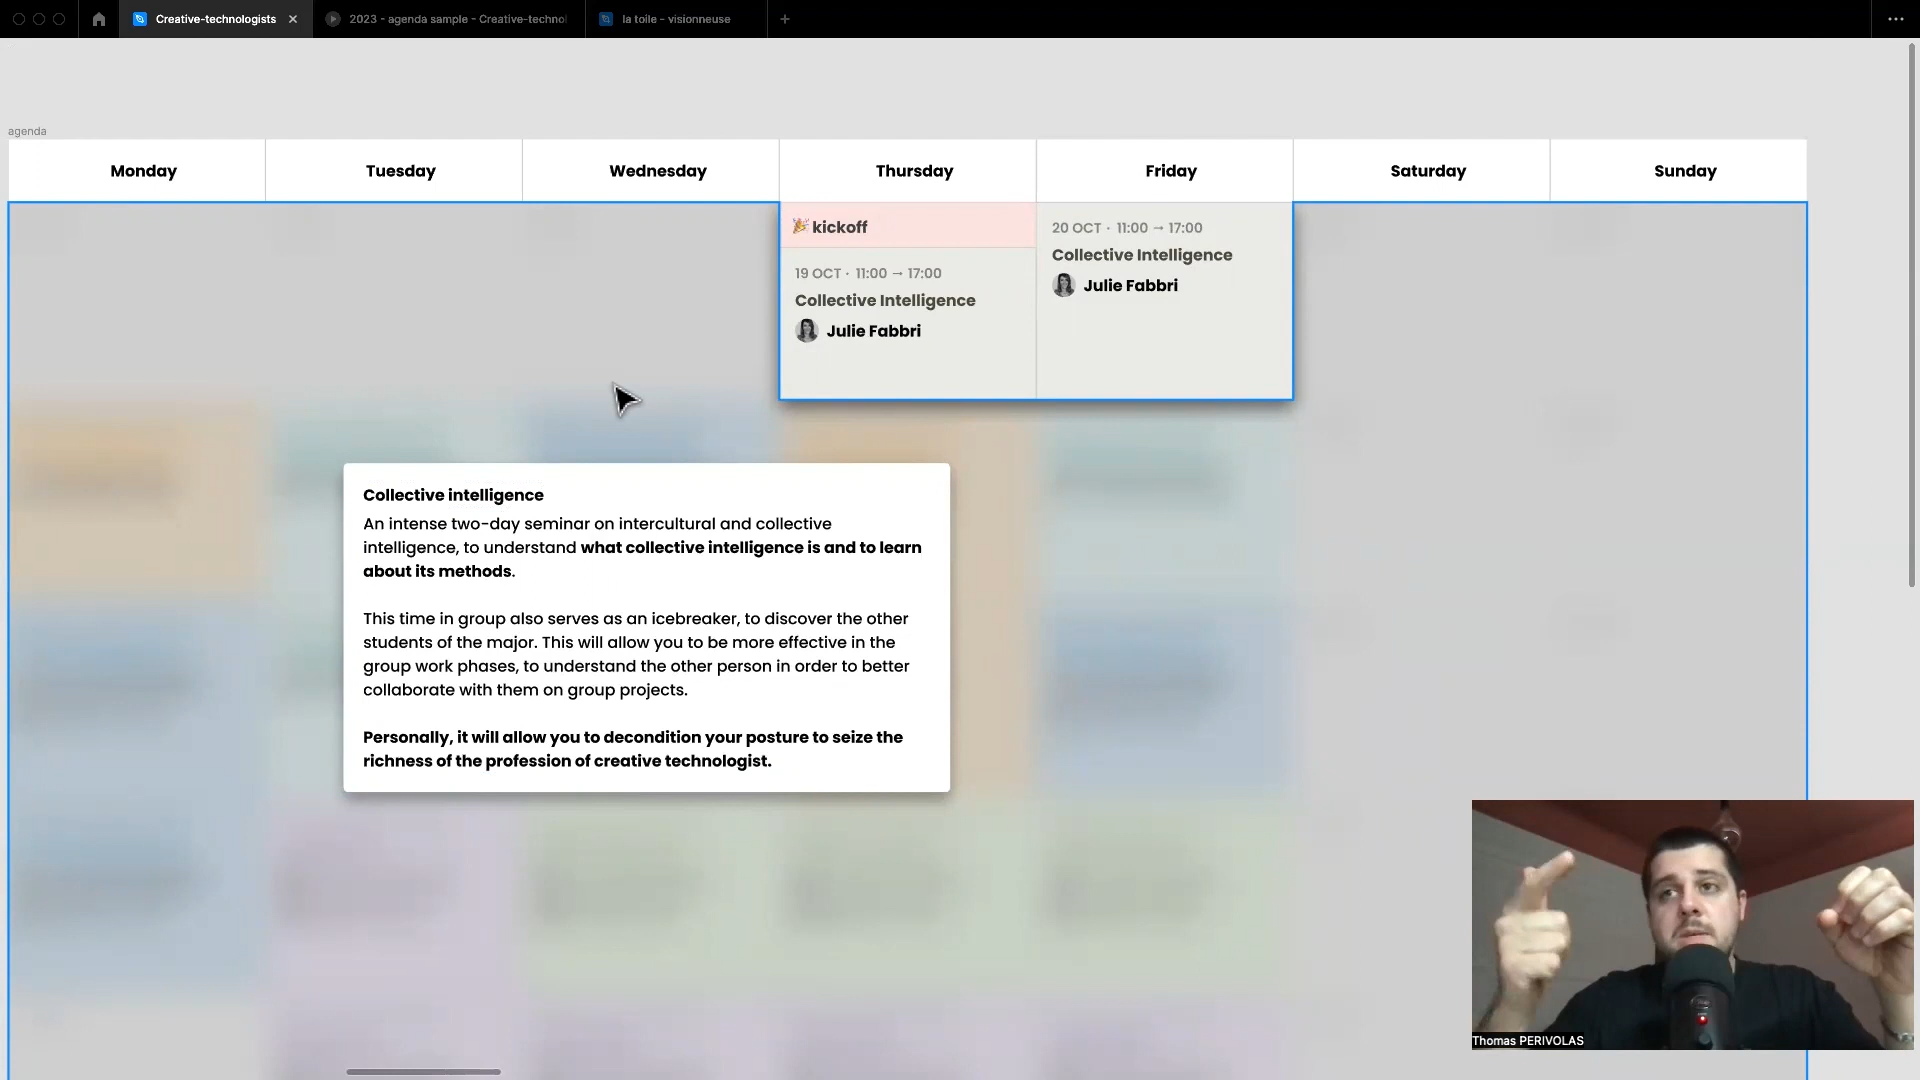 Creative-technologists
2023 - agenda sample - Creative-technol
la toile - visionneuse
agenda
Monday
Tuesday
Wednesday
Thursday
Friday
Saturday
Sunday
🎉 kickoff
19 OCT · 11:00 → 17:00
Collective Intelligence
Julie Fabbri
20 OCT · 11:00 → 17:00
Collective Intelligence
Julie Fabbri
Collective intelligence
An intense two-day seminar on intercultural and collective
intelligence, to understand what collective intelligence is and to learn
about its methods.
This time in group also serves as an icebreaker, to discover the other
students of the major. This will allow you to be more effective in the
group work phases, to understand the other person in order to better
collaborate with them on group projects.
Personally, it will allow you to decondition your posture to seize the
richness of the profession of creative technologist.
Thomas PERIVOLAS